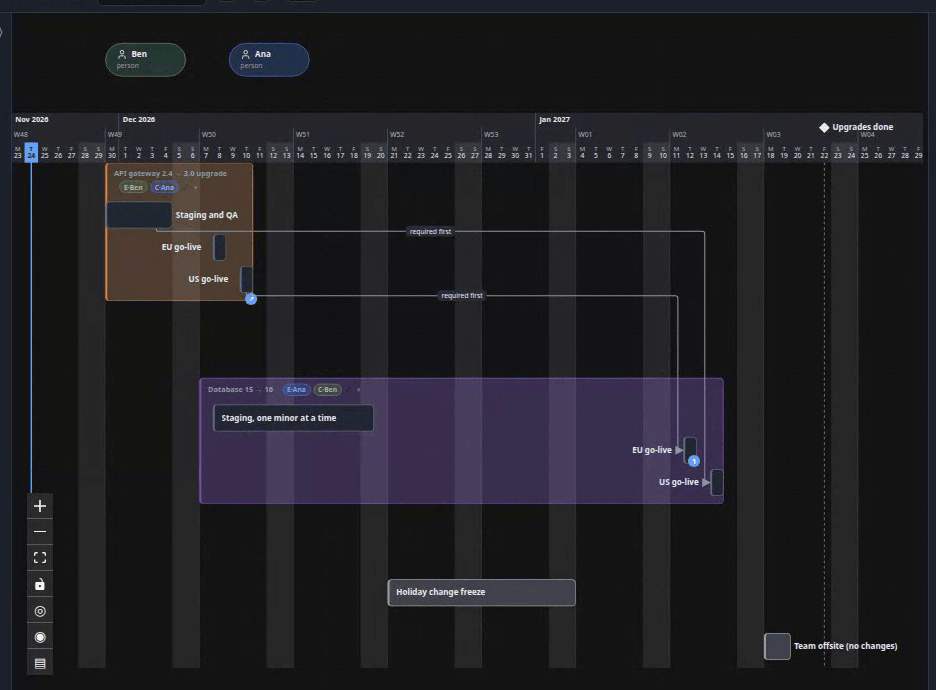 Ben
person
Ana
person
Nov 2026
Dec 2026
Jan 2027
Upgrades done
W48
W49
W50
W51
W52
W53
W01
W02
W03
W04
M T W T F S S M T W T F S S M T W T F S S M T W T F S S M T W T F S S M T W T F S S M T W T F S S M T W T F S S M T W T F S S M T W T F
23 24 25 26 27 28 29 30 1 2 3 4 5 6 7 8 9 10 11 12 13 14 15 16 17 18 19 20 21 22 23 24 25 26 27 28 29 30 31 1 2 3 4 5 6 7 8 9 10 11 12 13 14 15 16 17 18 19 20 21 22 23 24 25 26 27 28 29
API gateway 2.4 → 3.0 upgrade
E·Ben
C·Ana
Staging and QA
required first
EU go-live
US go-live
required first
Database 15 → 16
E·Ana
C·Ben
Staging, one minor at a time
EU go-live
1
US go-live
Holiday change freeze
Team offsite (no changes)